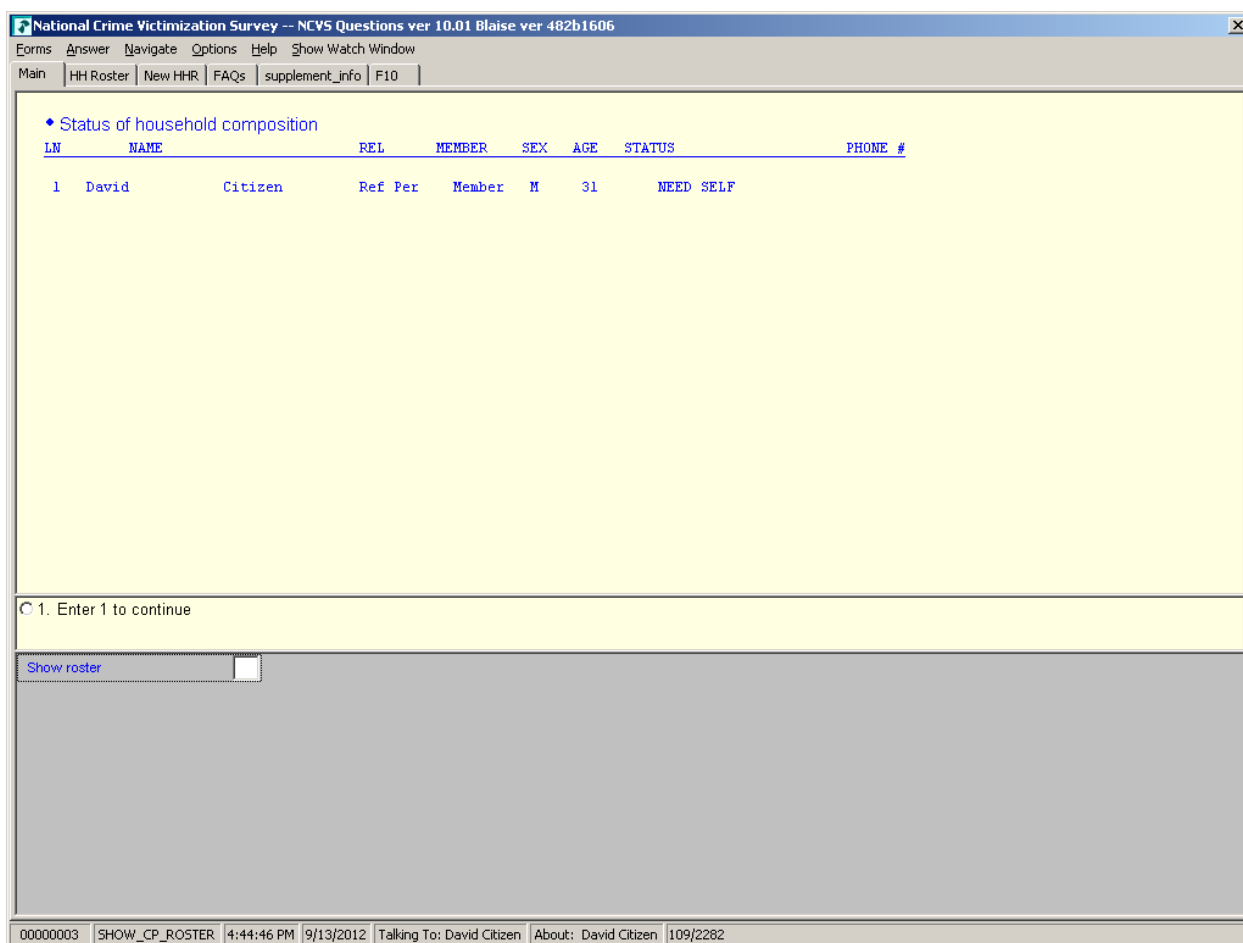 National Crime Victimization Survey -- NCVS Questions ver 10.01 Blaise ver 482b1606
Forms Answer Navigate Options Help Show Watch Window
Main HH Roster New HHR FAQs supplement_info F10
Status of household composition
LN NAME REL MEMBER SEX AGE STATUS PHONE #
1 David Citizen Ref Per Member M 31 NEED SELF
1. Enter 1 to continue
Show roster
00000003 SHOW_CP_ROSTER 4:44:46 PM 9/13/2012 Talking To: David Citizen About: David Citizen 109/2282